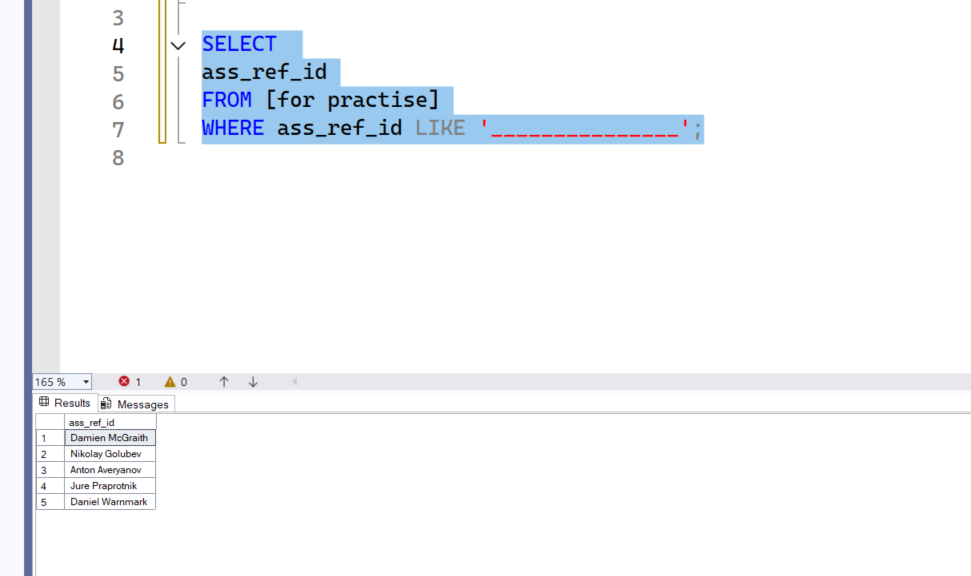 3
4 SELECT
5 ass_ref_id
6 FROM [for practise]
7 WHERE ass_ref_id LIKE '_______________';
8
165 % 1 0
Results Messages
ass_ref_id
1 Damien McGraith
2 Nikolay Golubev
3 Anton Averyanov
4 Jure Praprotnik
5 Daniel Warnmark